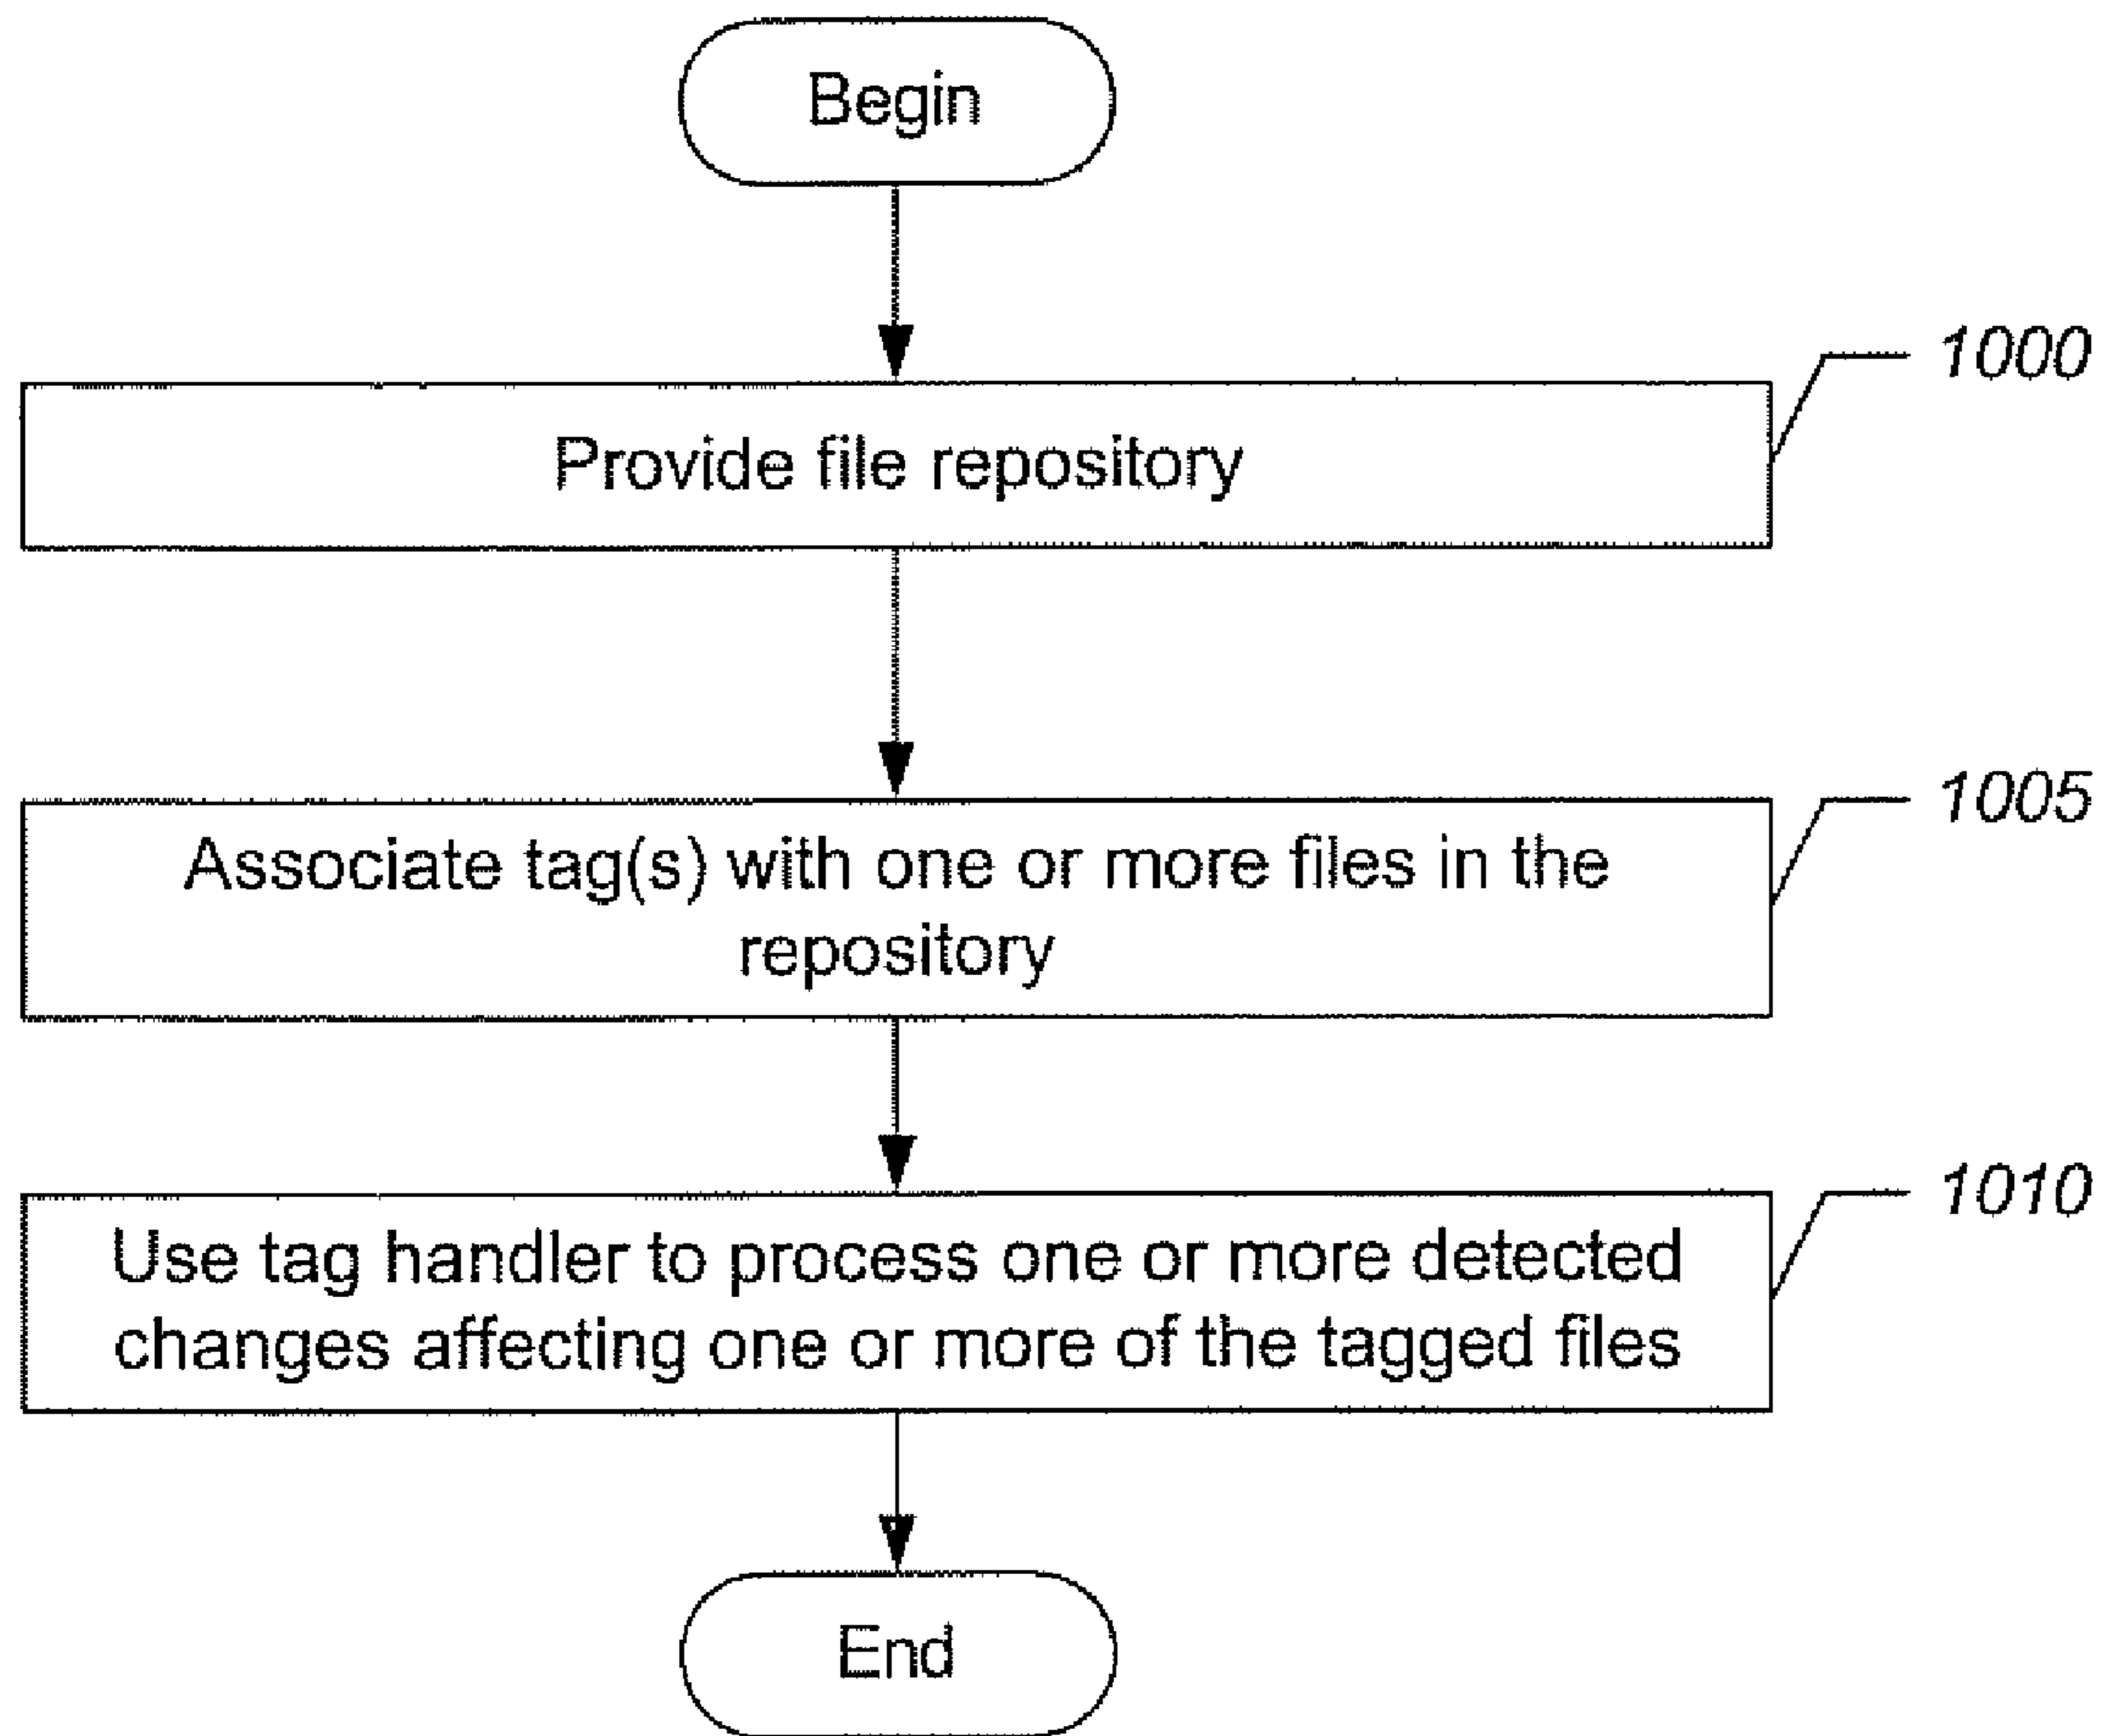 Begin
1000
Provide file repository
1005
Associate tag(s) with one or more files in the
repository
1010
Use tag handler to process one or more detected
changes affecting one or more of the tagged files
End